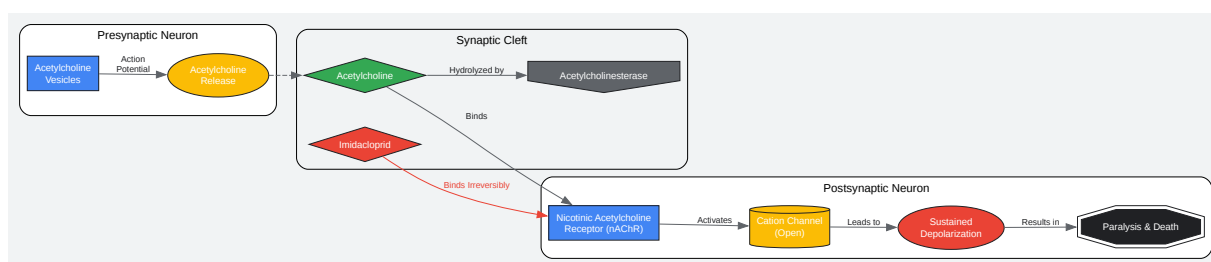 Presynaptic Neuron
Acetylcholine
Vesicles
Action
Potential
Acetylcholine
Release
Synaptic Cleft
Acetylcholine
Hydrolyzed by
Acetylcholinesterase
Binds
Imidacloprid
Binds Irreversibly
Postsynaptic Neuron
Nicotinic Acetylcholine
Receptor (nAChR)
Activates
Cation Channel
(Open)
Leads to
Sustained
Depolarization
Results in
Paralysis & Death